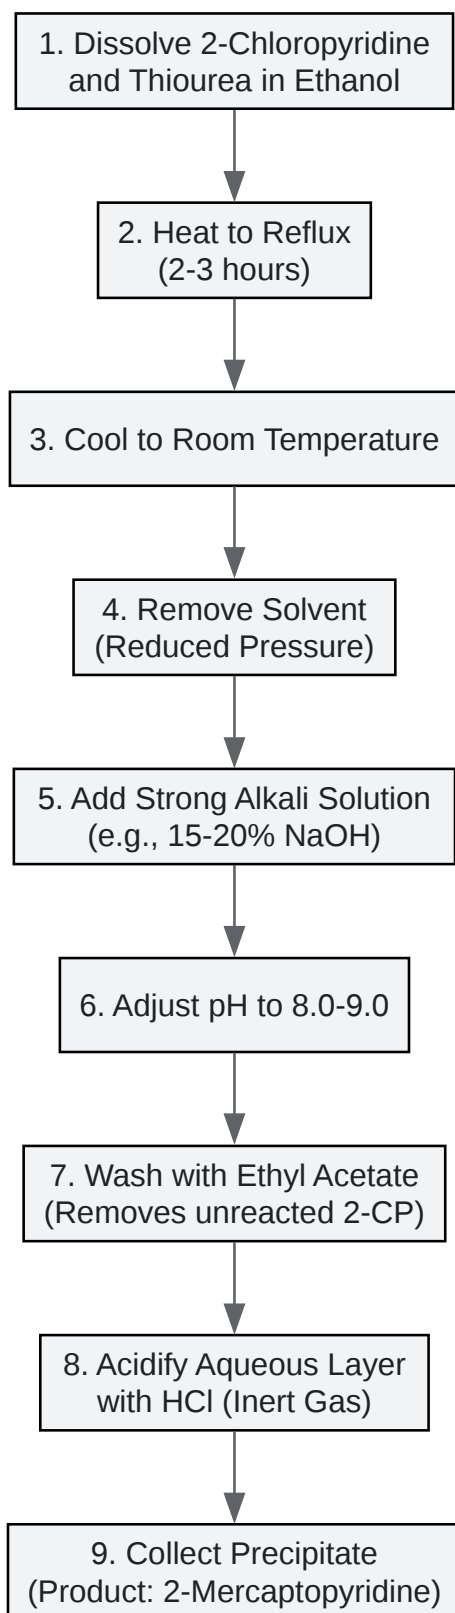 1. Dissolve 2-Chloropyridine
and Thiourea in Ethanol
2. Heat to Reflux
(2-3 hours)
3. Cool to Room Temperature
4. Remove Solvent
(Reduced Pressure)
5. Add Strong Alkali Solution
(e.g., 15-20% NaOH)
6. Adjust pH to 8.0-9.0
7. Wash with Ethyl Acetate
(Removes unreacted 2-CP)
8. Acidify Aqueous Layer
with HCl (Inert Gas)
9. Collect Precipitate
(Product: 2-Mercaptopyridine)